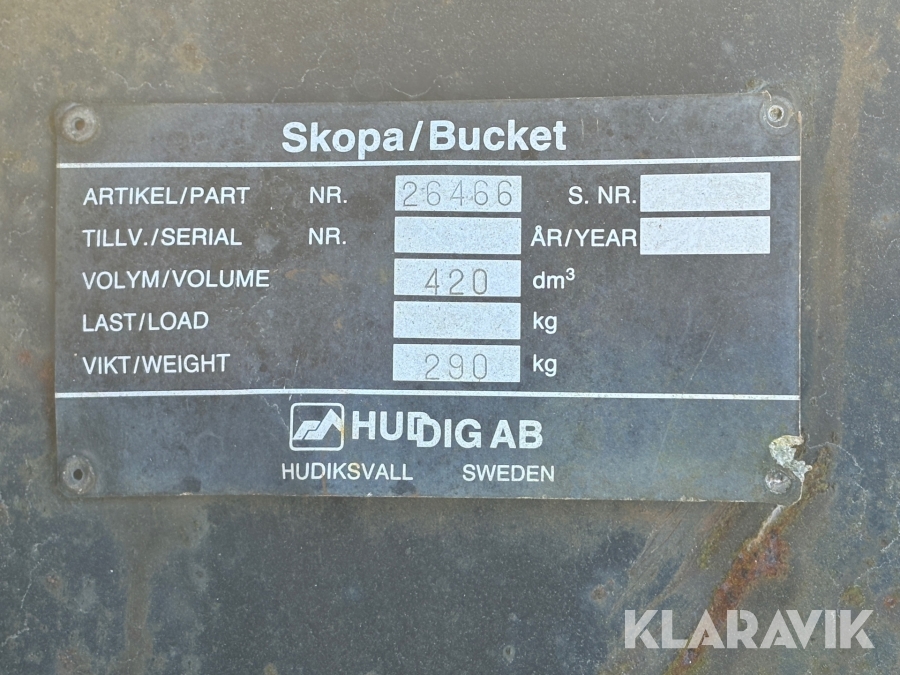 Skopa/Bucket
ARTIKEL/PART NR. 26466 S. NR.
TILLV./SERIAL NR. ÅR/YEAR
VOLYM/VOLUME 420 dm³
LAST/LOAD kg
VIKT/WEIGHT 290 kg
HUDDIG AB
HUDIKSVALL SWEDEN
KLARAVIK